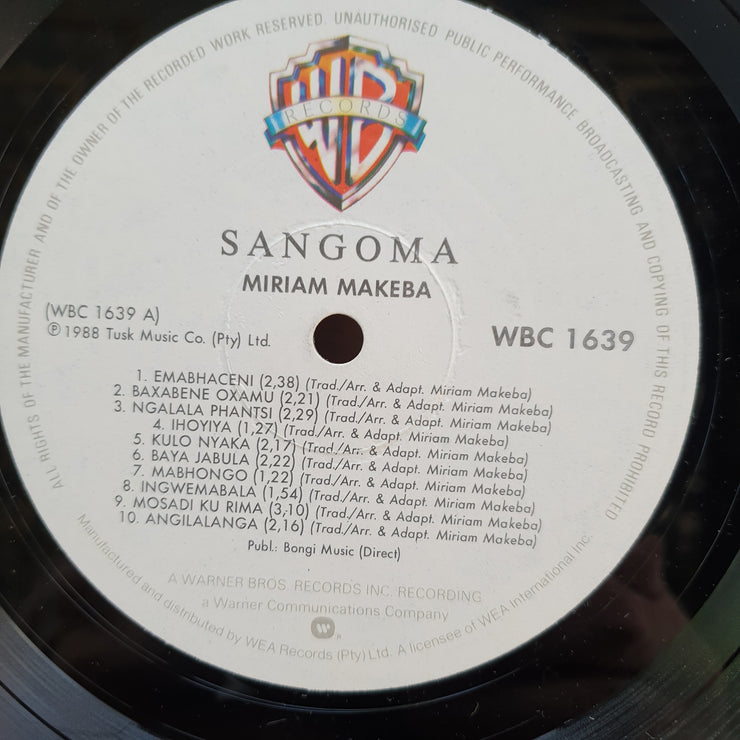 ALL RIGHTS OF THE MANUFACTURER AND OF THE OWNER OF THE RECORDED WORK RESERVED. UNAUTHORISED PUBLIC PERFORMANCE BROADCASTING AND COPYING OF THIS RECORD PROHIBITED
WB
RECORDS
SANGOMA
MIRIAM MAKEBA
(WBC 1639 A)
℗ 1988 Tusk Music Co. (Pty) Ltd.
WBC 1639
1. EMABHACENI (2,38) (Trad./Arr. & Adapt. Miriam Makeba)
2. BAXABENE OXAMU (2,21) (Trad./Arr. & Adapt. Miriam Makeba)
3. NGALALA PHANTSI (2,29) (Trad./Arr. & Adapt. Miriam Makeba)
4. IHOYIYA (1,27) (Trad./Arr. & Adapt. Miriam Makeba)
5. KULO NYAKA (2,17) (Trad./Arr. & Adapt. Miriam Makeba)
6. BAYA JABULA (2,22) (Trad./Arr. & Adapt. Miriam Makeba)
7. MABHONGO (1,22) (Trad./Arr. & Adapt. Miriam Makeba)
8. INGWEMABALA (1,54) (Trad./Arr. & Adapt. Miriam Makeba)
9. MOSADI KU RIMA (3,10) (Trad./Arr. & Adapt. Miriam Makeba)
10. ANGILALANGA (2,16) (Trad./Arr. & Adapt. Miriam Makeba)
Publ.: Bongi Music (Direct)
A WARNER BROS. RECORDS INC. RECORDING
a Warner Communications Company
Manufactured and distributed by WEA Records (Pty) Ltd. A licensee of WEA International Inc.